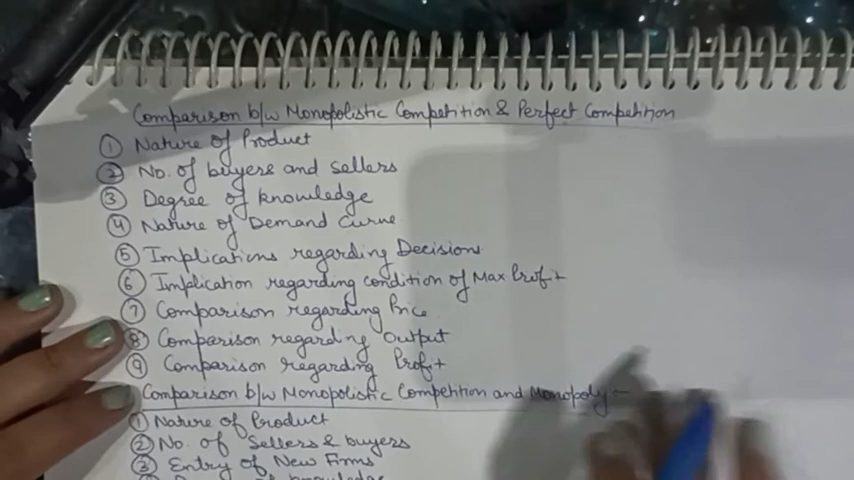 Comparison b/w Monopolistic Competition & Perfect Competition
① Nature of Product
② No. of buyers and sellers
③ Degree of knowledge
④ Nature of Demand Curve
⑤ Implications regarding Decisions
⑥ Implication regarding condition of Max Profit
⑦ Comparison regarding Price
⑧ Comparison regarding Output
⑨ Comparison regarding Profit
Comparison b/w Monopolistic Competition and Monopoly -
① Nature of Product
② No. of Sellers & buyers
③ Entry of New Firms